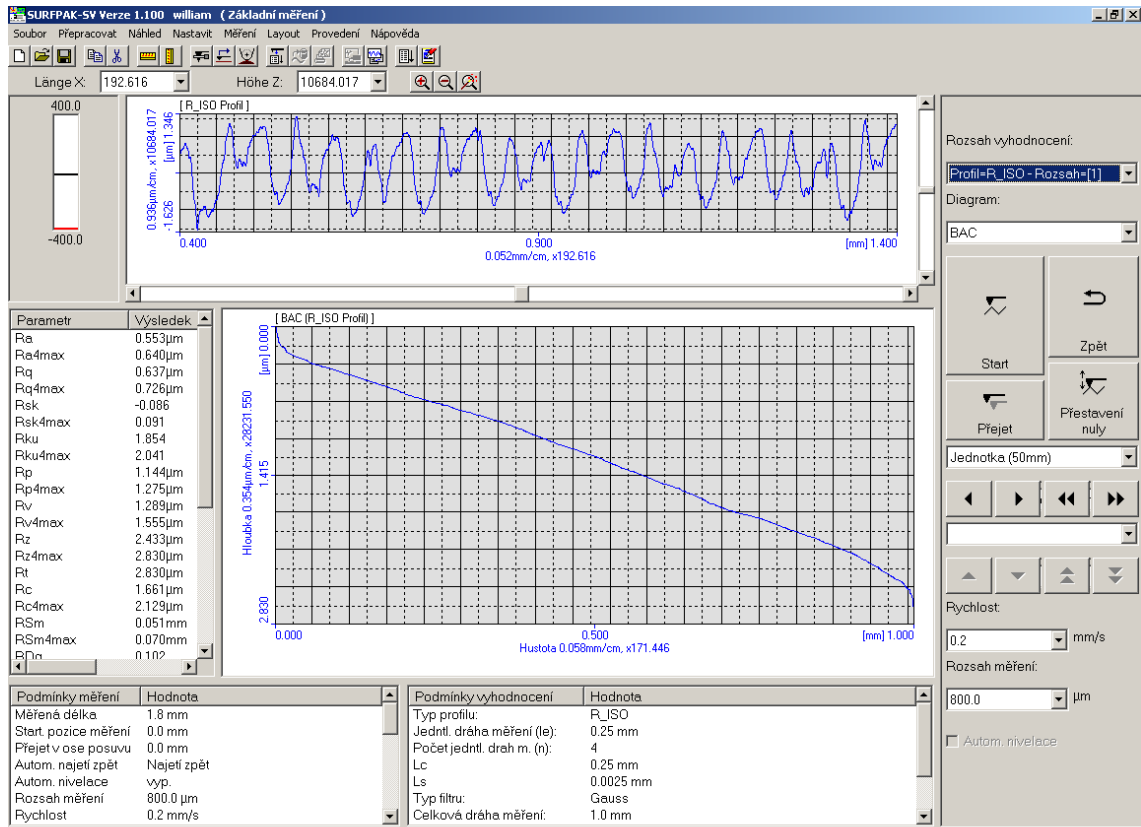 SURFPAK-SV Verze 1.100 william ( Základní měření )
Soubor Přepracovat Náhled Nastavit Měření Layout Provedení Nápověda
Länge X: 192.616 Höhe Z: 10684.017
400.0
-400.0
[ R_ISO Profil ]
0.936µm/cm, x10684.017
-1.626 [µm] 1.346
0.400 0.900 [mm] 1.400
0.052mm/cm, x192.616
Parametr Výsledek
Ra 0.553µm
Ra4max 0.640µm
Rq 0.637µm
Rq4max 0.726µm
Rsk -0.086
Rsk4max 0.091
Rku 1.854
Rku4max 2.041
Rp 1.144µm
Rp4max 1.275µm
Rv 1.289µm
Rv4max 1.555µm
Rz 2.433µm
Rz4max 2.830µm
Rt 2.830µm
Rc 1.661µm
Rc4max 2.129µm
RSm 0.051mm
RSm4max 0.070mm
RDq 0.102
[ BAC (R_ISO Profil) ]
Hloubka 0.354µm/cm, x28231.550
2.830 1.415 [µm] 0.000
0.000 0.500 [mm] 1.000
Hustota 0.058mm/cm, x171.446
Podmínky měření Hodnota
Měřená délka 1.8 mm
Start. pozice měření 0.0 mm
Přejet v ose posuvu 0.0 mm
Autom. najetí zpět Najetí zpět
Autom. nivelace vyp.
Rozsah měření 800.0 µm
Rychlost 0.2 mm/s
Podmínky vyhodnocení Hodnota
Typ profilu: R_ISO
Jedntl. dráha měření (le): 0.25 mm
Počet jedntl. drah m. (n): 4
Lc 0.25 mm
Ls 0.0025 mm
Typ filtru: Gauss
Celková dráha měření: 1.0 mm
Rozsah vyhodnocení:
Profil=R_ISO - Rozsah=[1]
Diagram:
BAC
Start
Zpět
Přejet
Přestavení
nuly
Jednotka (50mm)
Rychlost:
0.2 mm/s
Rozsah měření:
800.0 µm
Autom. nivelace